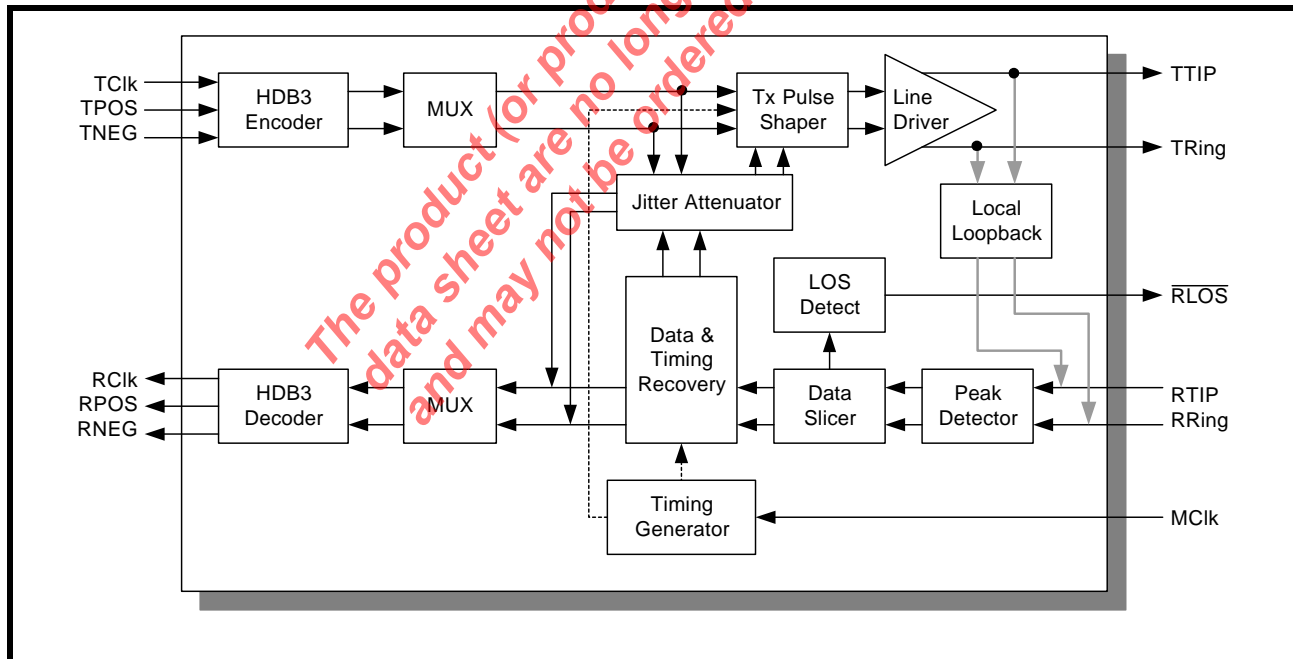 TClk
TPOS
TNEG
HDB3
Encoder
MUX
Tx Pulse
Shaper
Line
Driver
TTIP
TRing
Jitter Attenuator
Local
Loopback
LOS
Detect
RLOS
Data &
Timing
Recovery
RClk
RPOS
RNEG
HDB3
Decoder
MUX
Data
Slicer
Peak
Detector
RTIP
RRing
Timing
Generator
MClk
The product (or produ
data sheet are no long
and may not be ordered